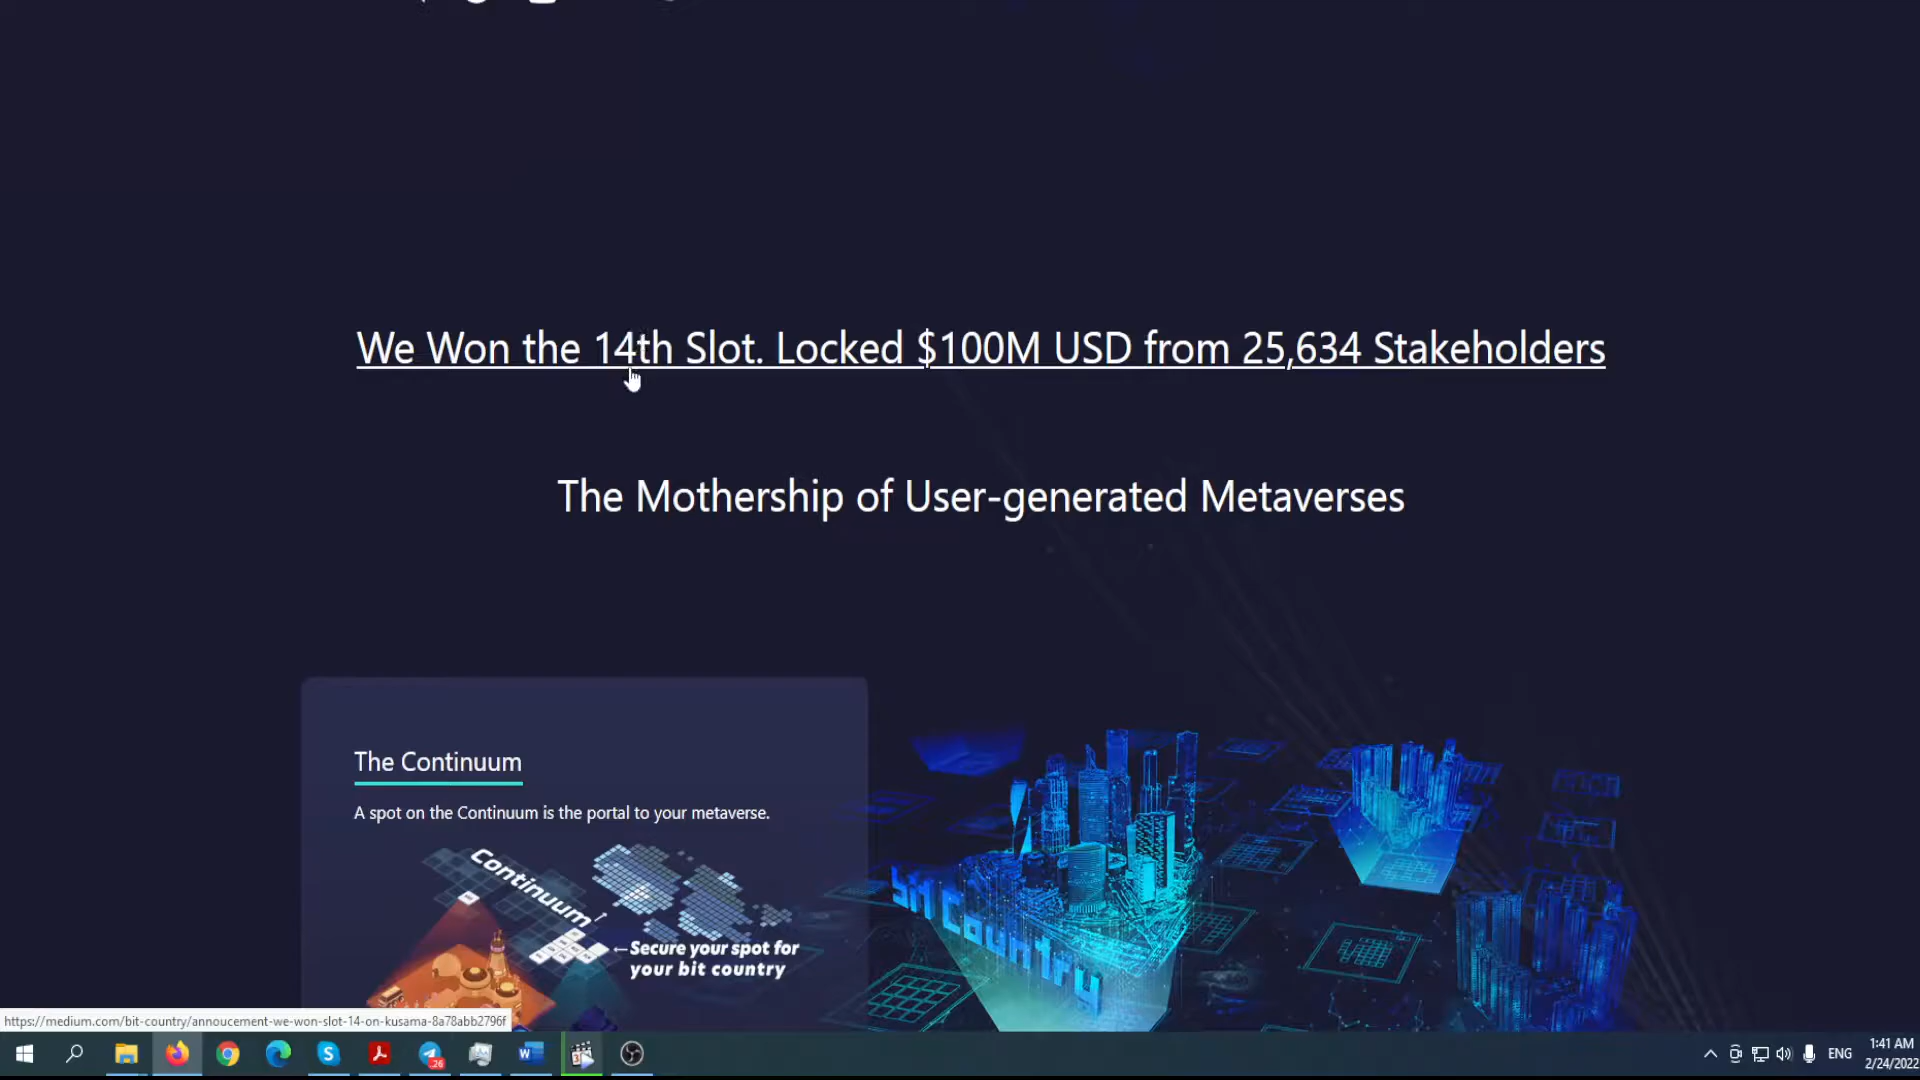 We Won the 14th Slot. Locked $100M USD from 25,634 Stakeholders
The Mothership of User-generated Metaverses
The Continuum
A spot on the Continuum is the portal to your metaverse.
Continuum
←Secure your spot for
your bit country
bit country
https://medium.com/bit-country/annoucement-we-won-slot-14-on-kusama-8a78abb2796f
26
ENG
1:41 AM
2/24/2022